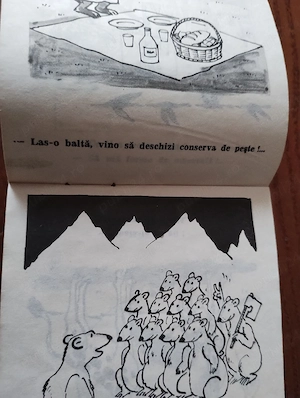 — Las-o baltă, vino să deschizi conserva de pește!...